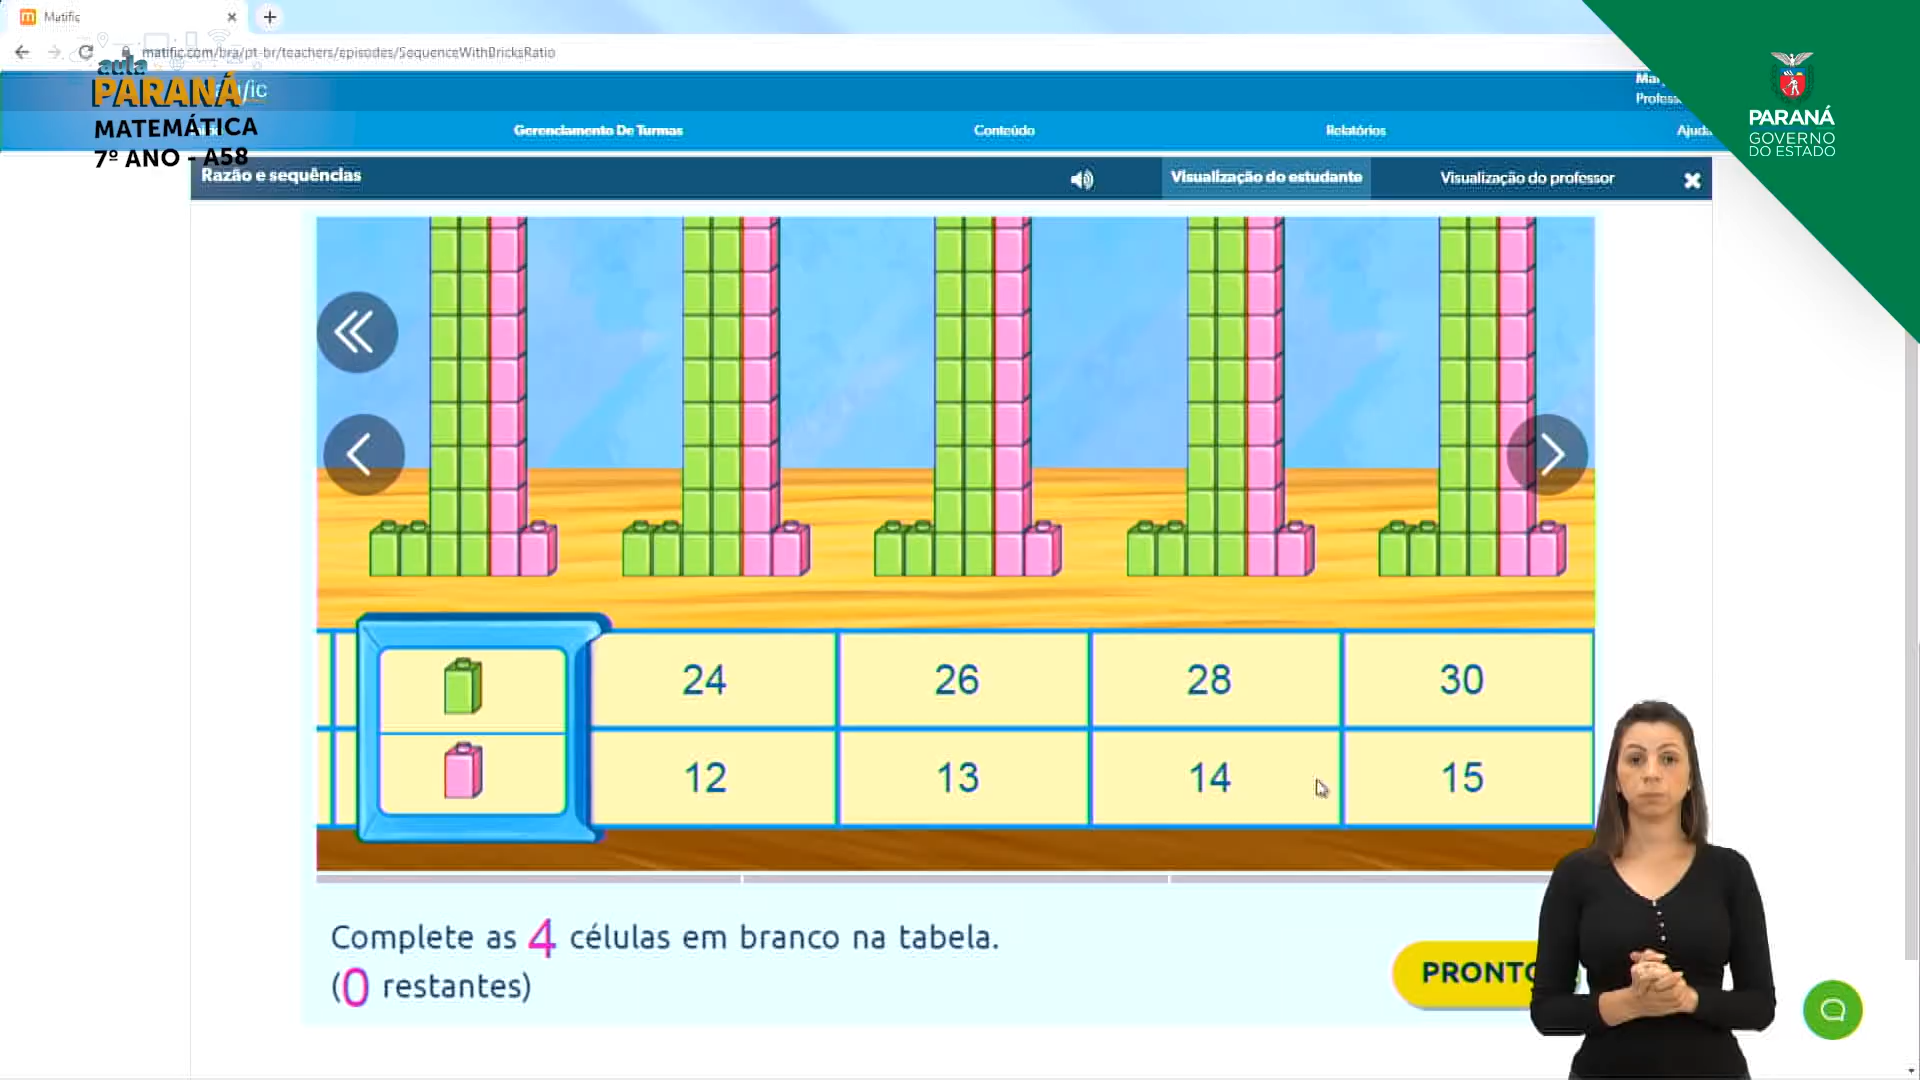 Matific
matific.com/bra/pt-br/teachers/episodes/SequenceWithBricksRatio
aula
PARANÁ
MATEMÁTICA
7º ANO - A58
Gerenciamento De Turmas
Conteúdo
Relatórios
Ajuda
PARANÁ
GOVERNO
DO ESTADO
Razão e sequências
Visualização do estudante
Visualização do professor
24 26 28 30
12 13 14 15
Complete as 4 células em branco na tabela.
(0 restantes)
PRONTO